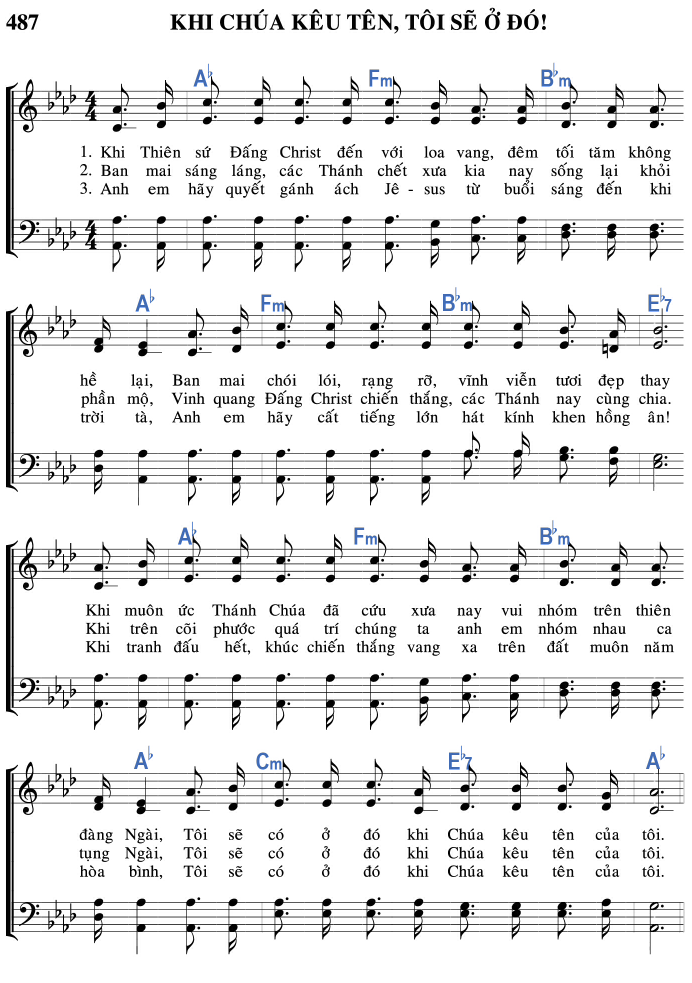 487 KHI CHÚA KÊU TÊN, TÔI SẼ Ở ĐÓ!
A♭ Fm B♭m
1. Khi Thiên sứ Đấng Christ đến với loa vang, đêm tối tăm không
2. Ban mai sáng láng, các Thánh chết xưa kia nay sống lại khỏi
3. Anh em hãy quyết gánh ách Jê - sus từ buổi sáng đến khi
A♭ Fm B♭m E♭7
hề lại, Ban mai chói lói, rạng rỡ, vĩnh viễn tươi đẹp thay
phần mộ, Vinh quang Đấng Christ chiến thắng, các Thánh nay cùng chia.
trời tà, Anh em hãy cất tiếng lớn hát kính khen hồng ân!
A♭ Fm B♭m
Khi muôn ức Thánh Chúa đã cứu xưa nay vui nhóm trên thiên
Khi trên cõi phước quá trí chúng ta anh em nhóm nhau ca
Khi tranh đấu hết, khúc chiến thắng vang xa trên đất muôn năm
A♭ Cm E♭7 A♭
đàng Ngài, Tôi sẽ có ở đó khi Chúa kêu tên của tôi.
tụng Ngài, Tôi sẽ có ở đó khi Chúa kêu tên của tôi.
hòa bình, Tôi sẽ có ở đó khi Chúa kêu tên của tôi.